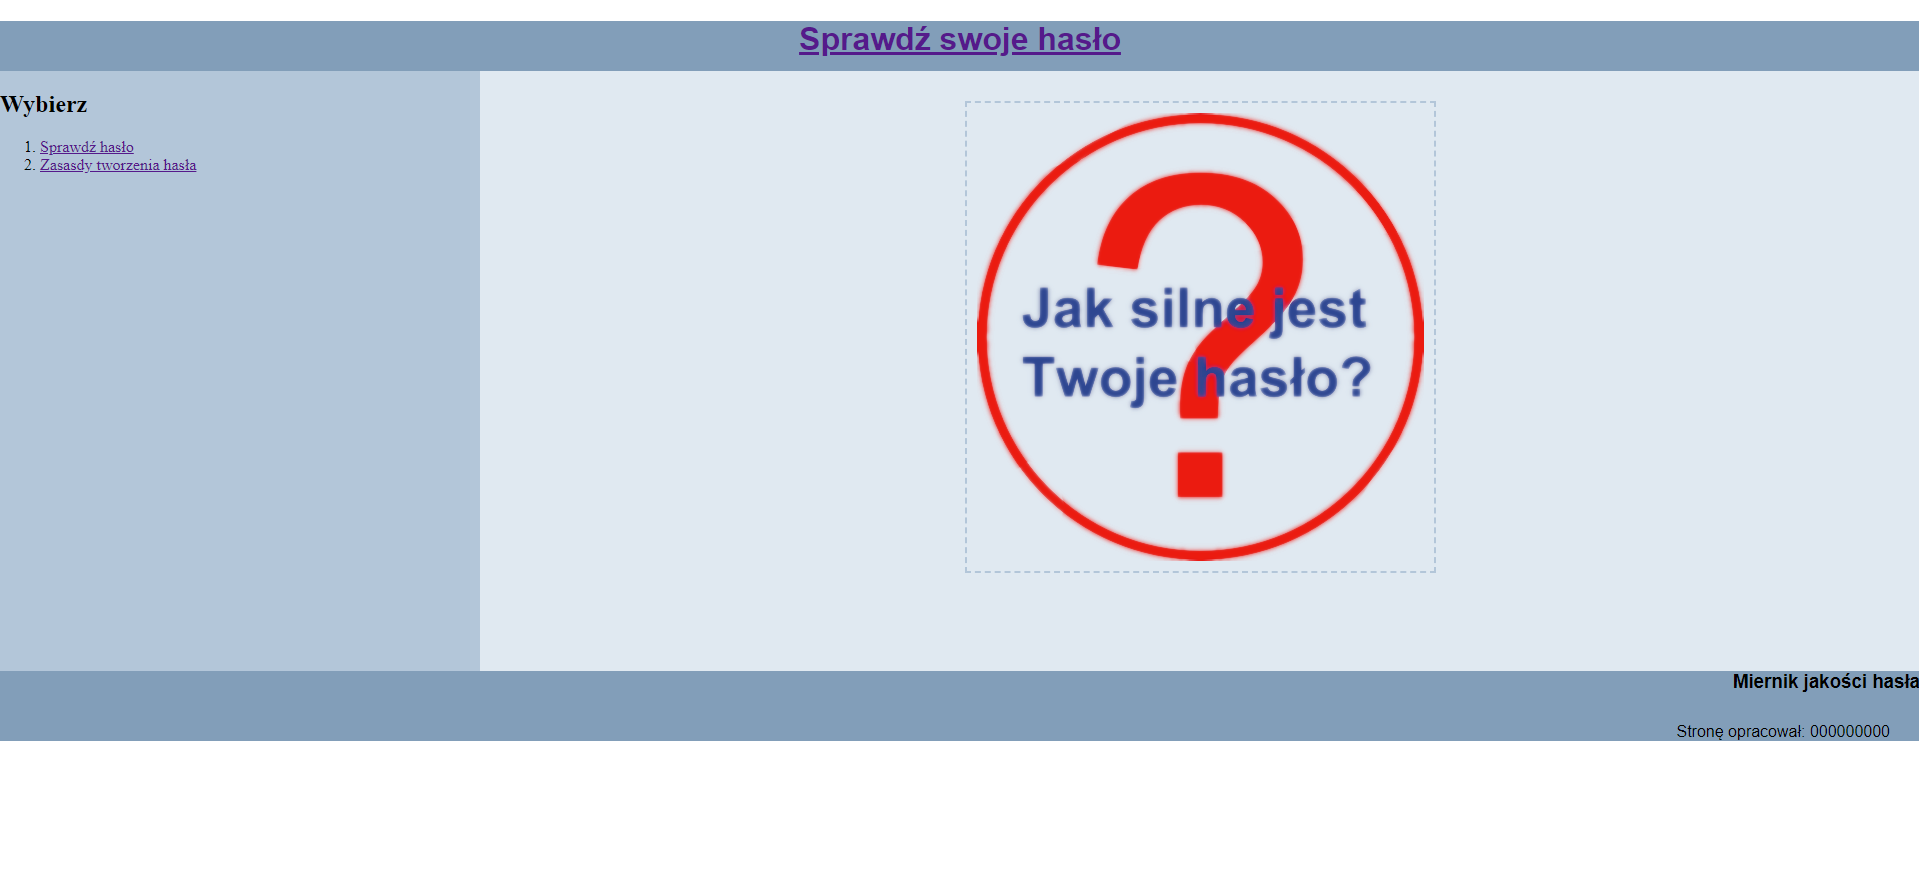 Sprawdź swoje hasło
Wybierz
1. Sprawdź hasło
2. Zasasdy tworzenia hasła
Jak silne jest
Twoje hasło?
Miernik jakości hasła
Stronę opracował: 000000000